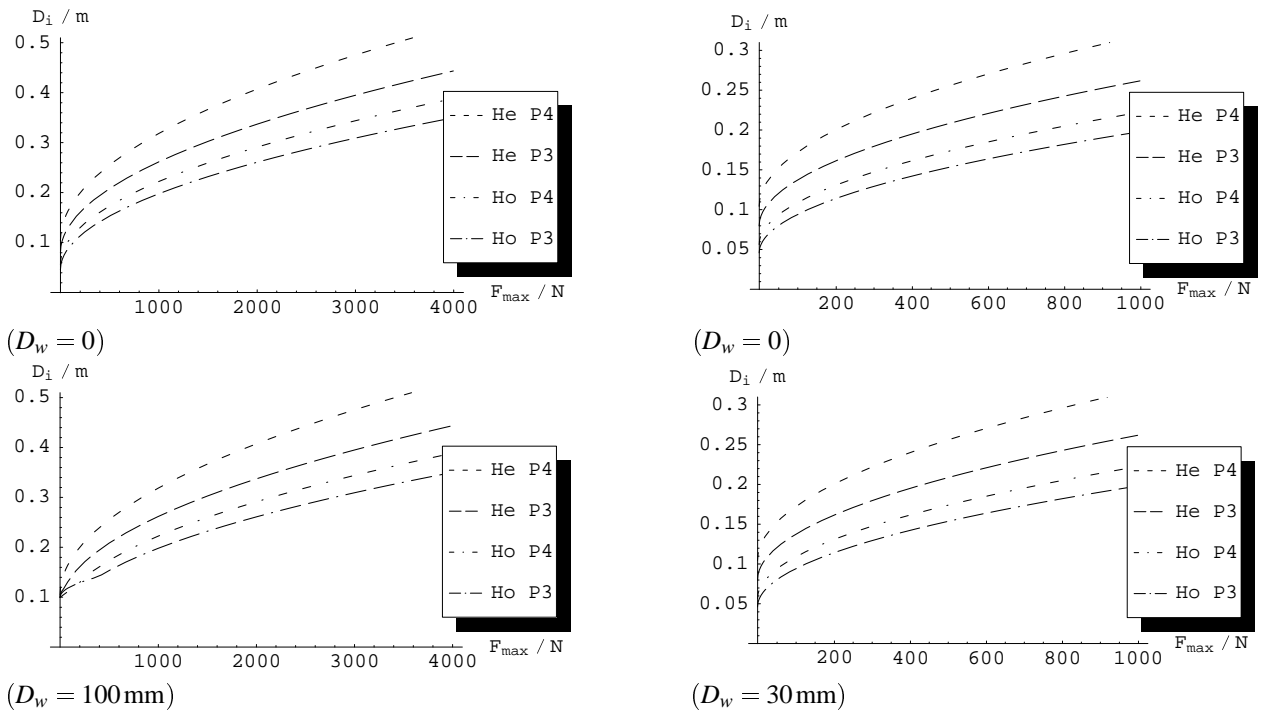 D_i / m
0.5
0.4
0.3
0.2
0.1
He P4
He P3
Ho P4
Ho P3
1000 2000 3000 4000
F_max / N
(D_w = 0)
D_i / m
0.3
0.25
0.2
0.15
0.1
0.05
He P4
He P3
Ho P4
Ho P3
200 400 600 800 1000
F_max / N
(D_w = 0)
D_i / m
0.5
0.4
0.3
0.2
0.1
He P4
He P3
Ho P4
Ho P3
1000 2000 3000 4000
F_max / N
(D_w = 100 mm)
D_i / m
0.3
0.25
0.2
0.15
0.1
0.05
He P4
He P3
Ho P4
Ho P3
200 400 600 800 1000
F_max / N
(D_w = 30 mm)